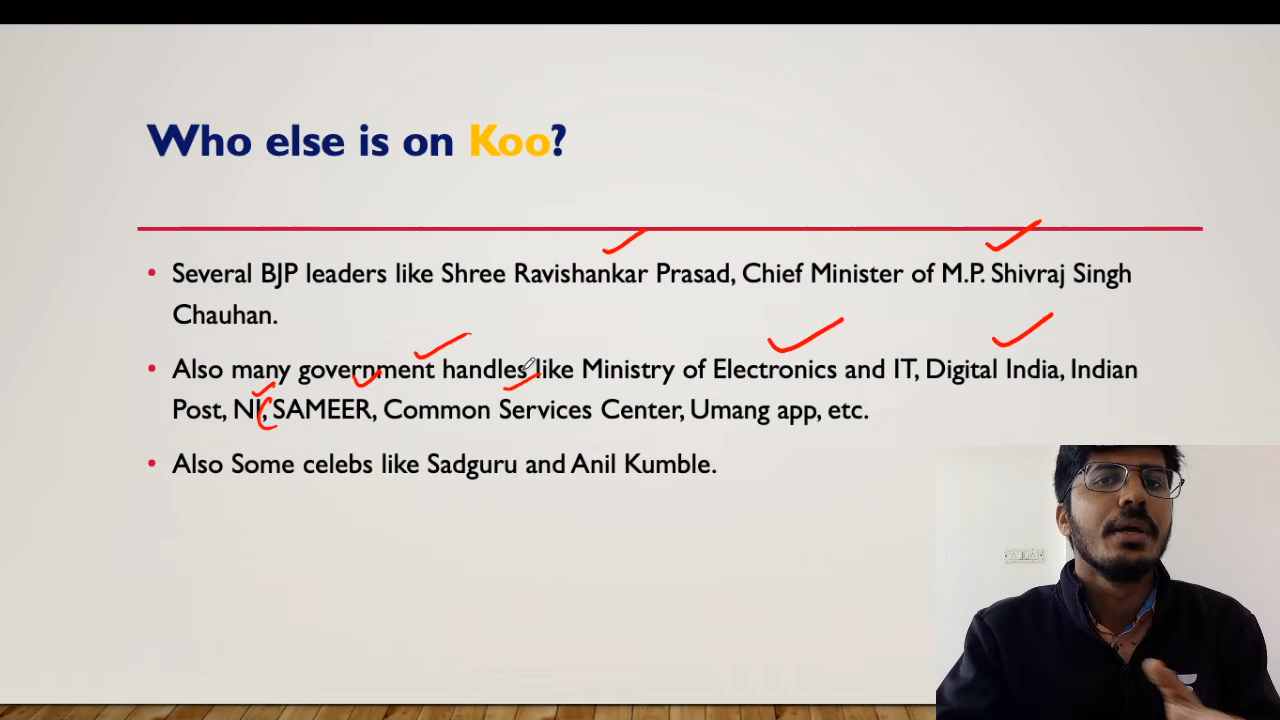 Who else is on Koo?
• Several BJP leaders like Shree Ravishankar Prasad, Chief Minister of M.P. Shivraj Singh
Chauhan.
• Also many government handles like Ministry of Electronics and IT, Digital India, Indian
Post, NI, SAMEER, Common Services Center, Umang app, etc.
• Also Some celebs like Sadguru and Anil Kumble.